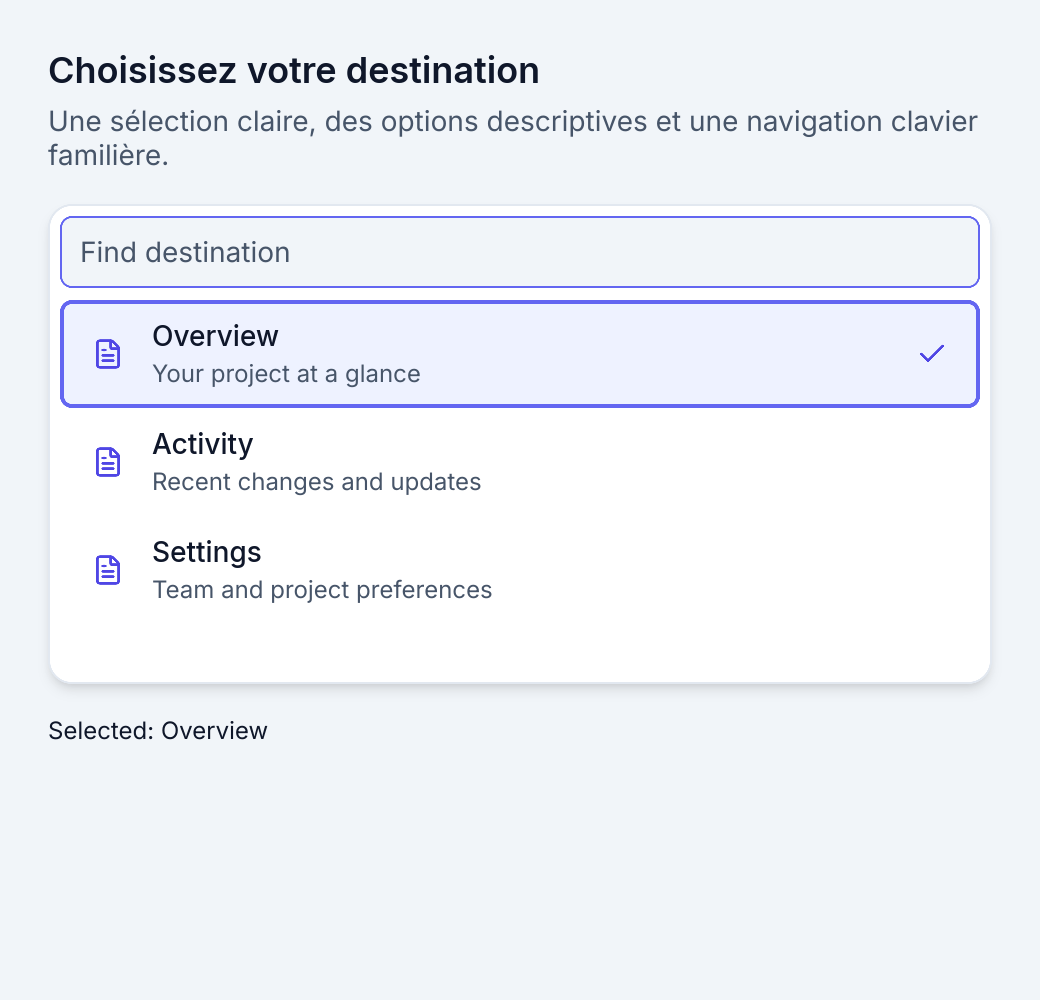 Choisissez votre destination
Une sélection claire, des options descriptives et une navigation clavier
familière.
Find destination
Overview
Your project at a glance
Activity
Recent changes and updates
Settings
Team and project preferences
Selected: Overview